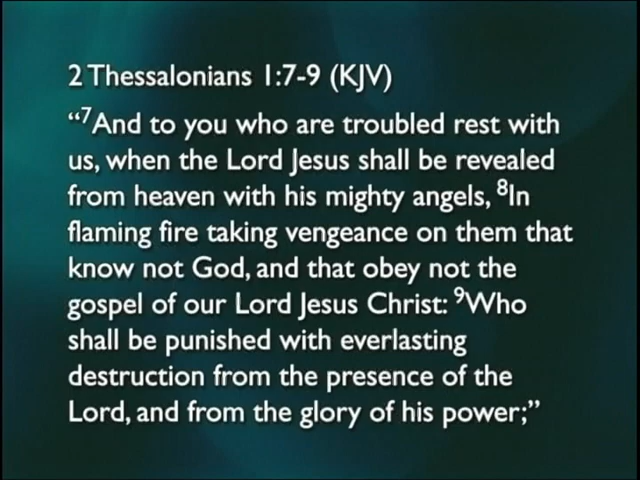 2 Thessalonians 1:7-9 (KJV)
“⁷And to you who are troubled rest with
us, when the Lord Jesus shall be revealed
from heaven with his mighty angels, ⁸In
flaming fire taking vengeance on them that
know not God, and that obey not the
gospel of our Lord Jesus Christ: ⁹Who
shall be punished with everlasting
destruction from the presence of the
Lord, and from the glory of his power;”